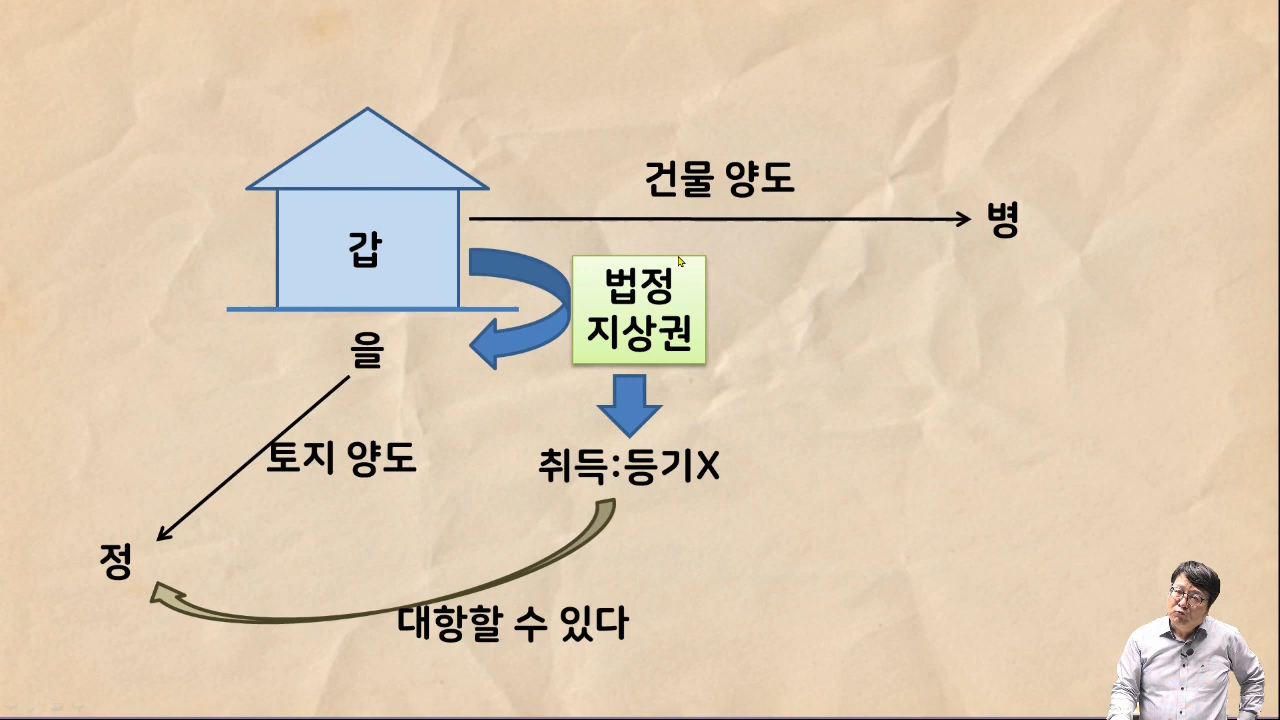 건물 양도
병
갑
법정
지상권
을
토지 양도
취득:등기X
정
대항할 수 있다